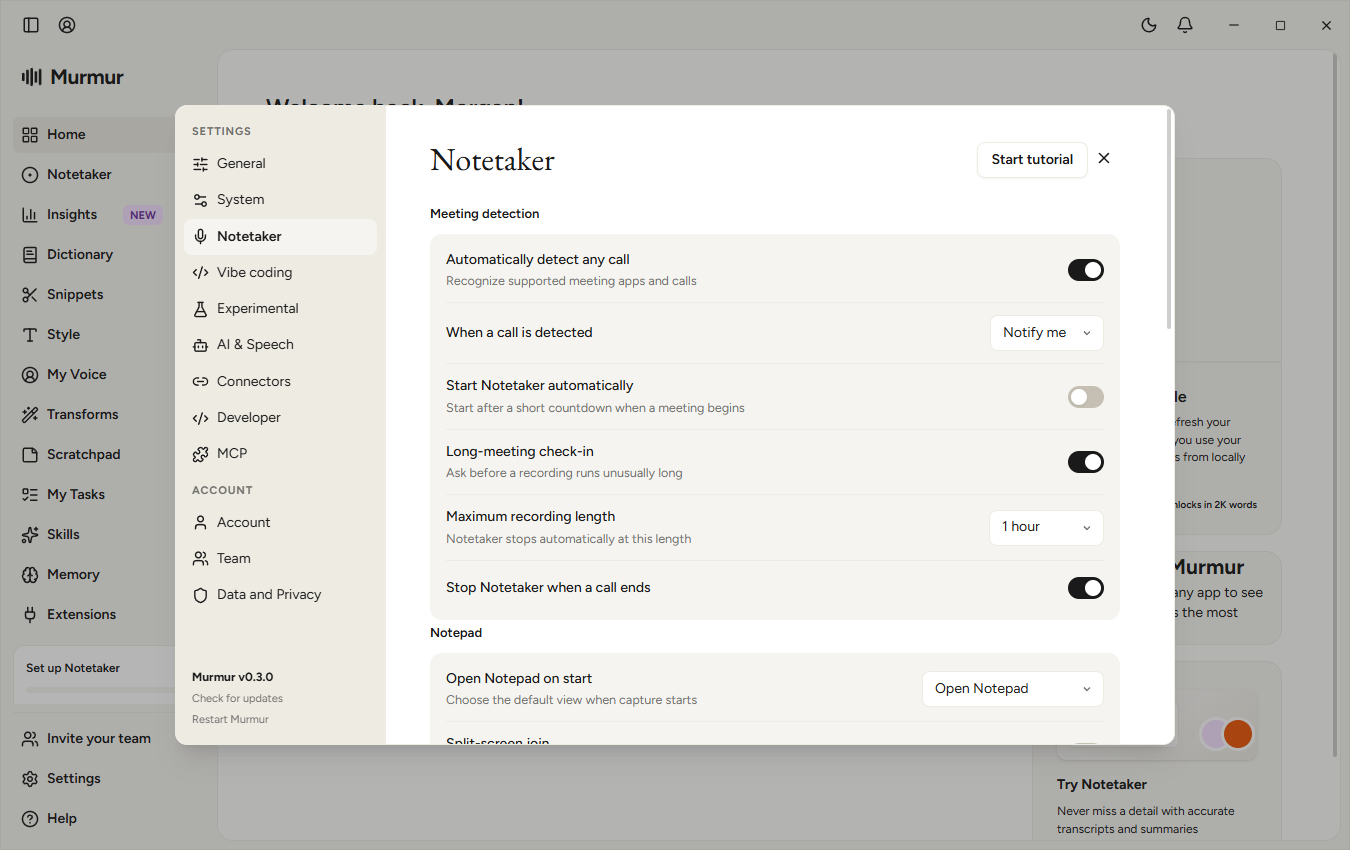 Murmur
Home
Notetaker
Insights NEW
Dictionary
Snippets
Style
My Voice
Transforms
Scratchpad
My Tasks
Skills
Memory
Extensions
Set up Notetaker
Invite your team
Settings
Help
SETTINGS
General
System
Notetaker
Vibe coding
Experimental
AI & Speech
Connectors
Developer
MCP
ACCOUNT
Account
Team
Data and Privacy
Murmur v0.3.0
Check for updates
Restart Murmur
Notetaker
Start tutorial
Meeting detection
Automatically detect any call
Recognize supported meeting apps and calls
When a call is detected
Notify me
Start Notetaker automatically
Start after a short countdown when a meeting begins
Long-meeting check-in
Ask before a recording runs unusually long
Maximum recording length
1 hour
Notetaker stops automatically at this length
Stop Notetaker when a call ends
Notepad
Open Notepad on start
Open Notepad
Choose the default view when capture starts
Split-screen join
efresh your
you use your
s from locally
nlocks in 2K words
Murmur
any app to see
s the most
Try Notetaker
Never miss a detail with accurate
transcripts and summaries